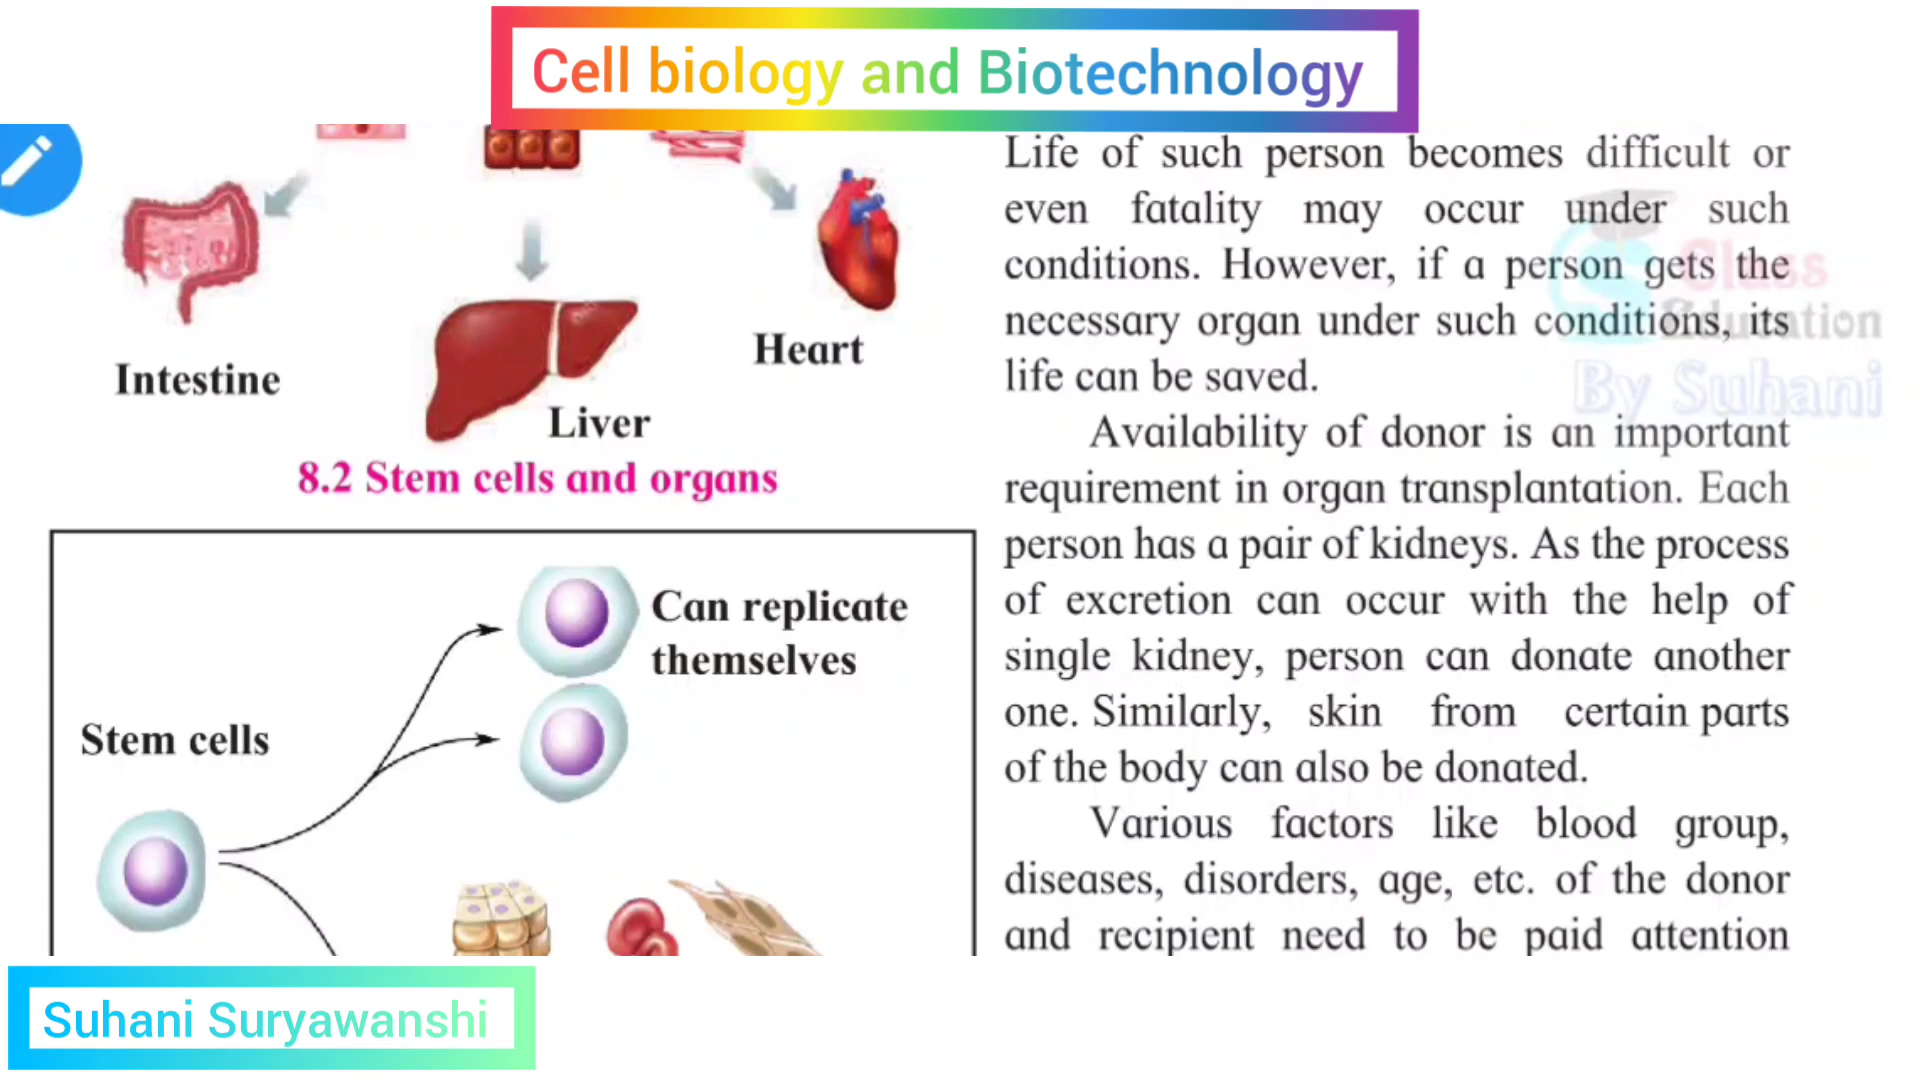 Cell biology and Biotechnology
Intestine
Liver
Heart
8.2 Stem cells and organs
Stem cells
Can replicate
themselves
Life of such person becomes difficult or
even fatality may occur under such
conditions. However, if a person gets the
necessary organ under such conditions, its
life can be saved.
Availability of donor is an important
requirement in organ transplantation. Each
person has a pair of kidneys. As the process
of excretion can occur with the help of
single kidney, person can donate another
one. Similarly, skin from certain parts
of the body can also be donated.
Various factors like blood group,
diseases, disorders, age, etc. of the donor
and recipient need to be paid attention
Class
Education
By Suhani
Suhani Suryawanshi